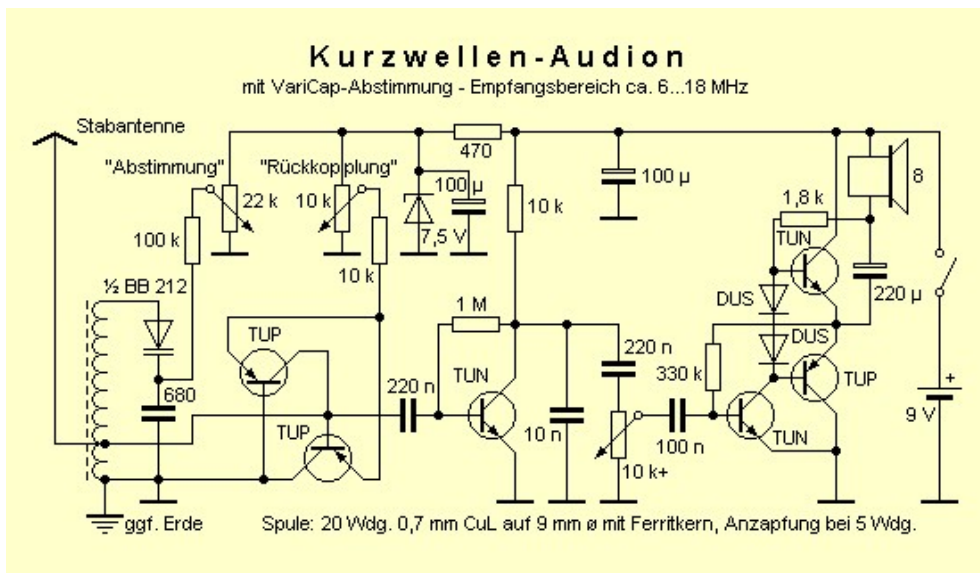 Kurzwellen-Audion
mit VariCap-Abstimmung - Empfangsbereich ca. 6...18 MHz
Stabantenne
"Abstimmung"
"Rückkopplung"
470
100 µ
100 µ
8
22 k
10 k
10 k
1,8 k
100 k
7,5 V
TUN
10 k
½ BB 212
220 µ
DUS
1 M
DUS
TUP
220 n
680
220 n
TUN
330 k
TUP
+
9 V
TUP
10 n
100 n
TUN
10 k+
ggf. Erde
Spule: 20 Wdg. 0,7 mm CuL auf 9 mm ø mit Ferritkern, Anzapfung bei 5 Wdg.